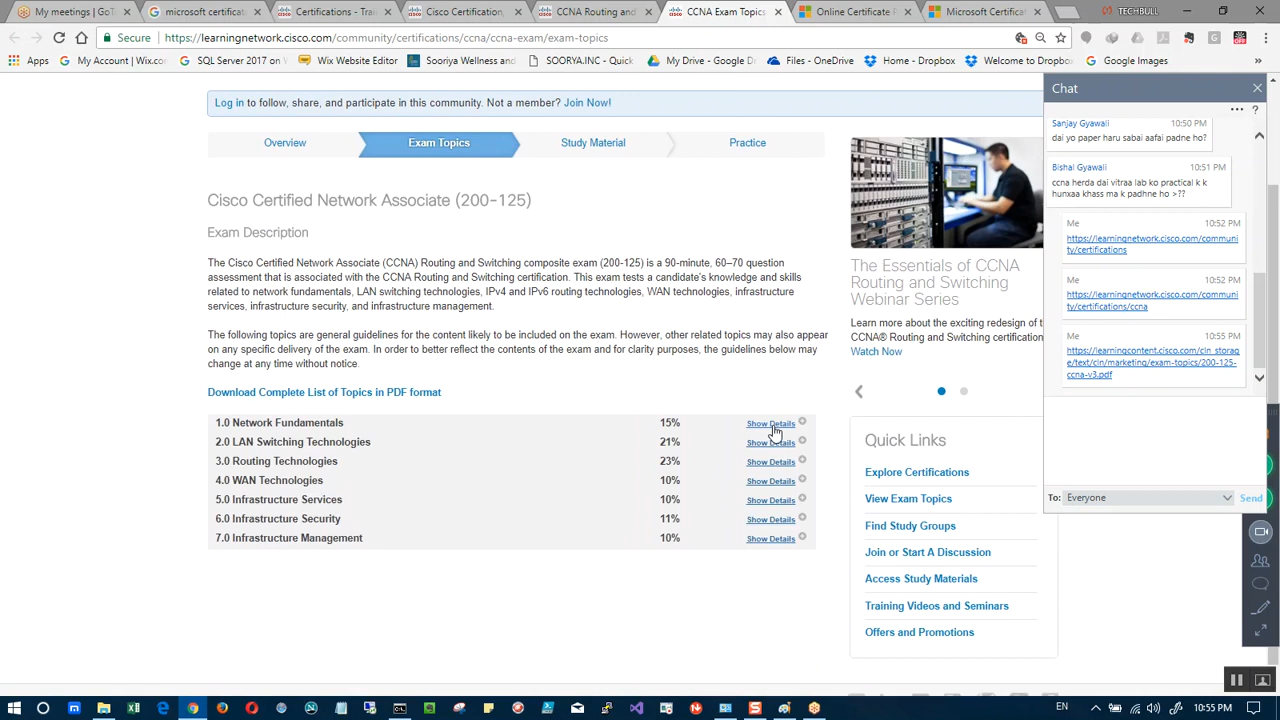 My meetings | GoT
microsoft certificat
Certifications - Tra
Cisco Certification,
CCNA Routing and
CCNA Exam Topics
Online Certificate P
Microsoft Certificat
TECHBULL
Secure
https://learningnetwork.cisco.com/community/certifications/ccna/ccna-exam/exam-topics
Apps
My Account | Wix.cor
SQL Server 2017
Wix Website Editor
Sooriya Wellness and
SOORYA.INC - Quick
My Drive - Google D
Files - OneDrive
Home - Dropbox
Welcome to Dropbox
Google Images
Log in to follow, share, and participate in this community. Not a member? Join Now!
Overview
Exam Topics
Study Material
Practice
Cisco Certified Network Associate (200-125)
Exam Description
The Cisco Certified Network Associate (CCNA) Routing and Switching composite exam (200-125) is a 90-minute, 60–70 question
assessment that is associated with the CCNA Routing and Switching certification. This exam tests a candidate's knowledge and skills
related to network fundamentals, LAN switching technologies, IPv4 and IPv6 routing technologies, WAN technologies, infrastructure
services, infrastructure security, and infrastructure management.
The following topics are general guidelines for the content likely to be included on the exam. However, other related topics may also appear
on any specific delivery of the exam. In order to better reflect the contents of the exam and for clarity purposes, the guidelines below may
change at any time without notice.
Download Complete List of Topics in PDF format
1.0 Network Fundamentals 15% Show Details
2.0 LAN Switching Technologies 21% Show Details
3.0 Routing Technologies 23% Show Details
4.0 WAN Technologies 10% Show Details
5.0 Infrastructure Services 10% Show Details
6.0 Infrastructure Security 11% Show Details
7.0 Infrastructure Management 10% Show Details
The Essentials of CCNA
Routing and Switching
Webinar Series
Learn more about the exciting redesign of t
CCNA® Routing and Switching certification
Watch Now
Quick Links
Explore Certifications
View Exam Topics
Find Study Groups
Join or Start A Discussion
Access Study Materials
Training Videos and Seminars
Offers and Promotions
Chat
Sanjay Gyawali 10:50 PM
dai yo paper haru sabai aafai padne ho?
Bishal Gyawali 10:51 PM
ccna herda dai vitraa lab ko practical k k
hunxaa khass ma k padhne ho >??
Me 10:52 PM
https://learningnetwork.cisco.com/communi
ty/certifications
Me 10:52 PM
https://learningnetwork.cisco.com/communi
ty/certifications/ccna
Me 10:55 PM
https://learningcontent.cisco.com/cln_storag
e/text/cln/marketing/exam-topics/200-125-
ccna-v3.pdf
To: Everyone
Send
EN
10:55 PM